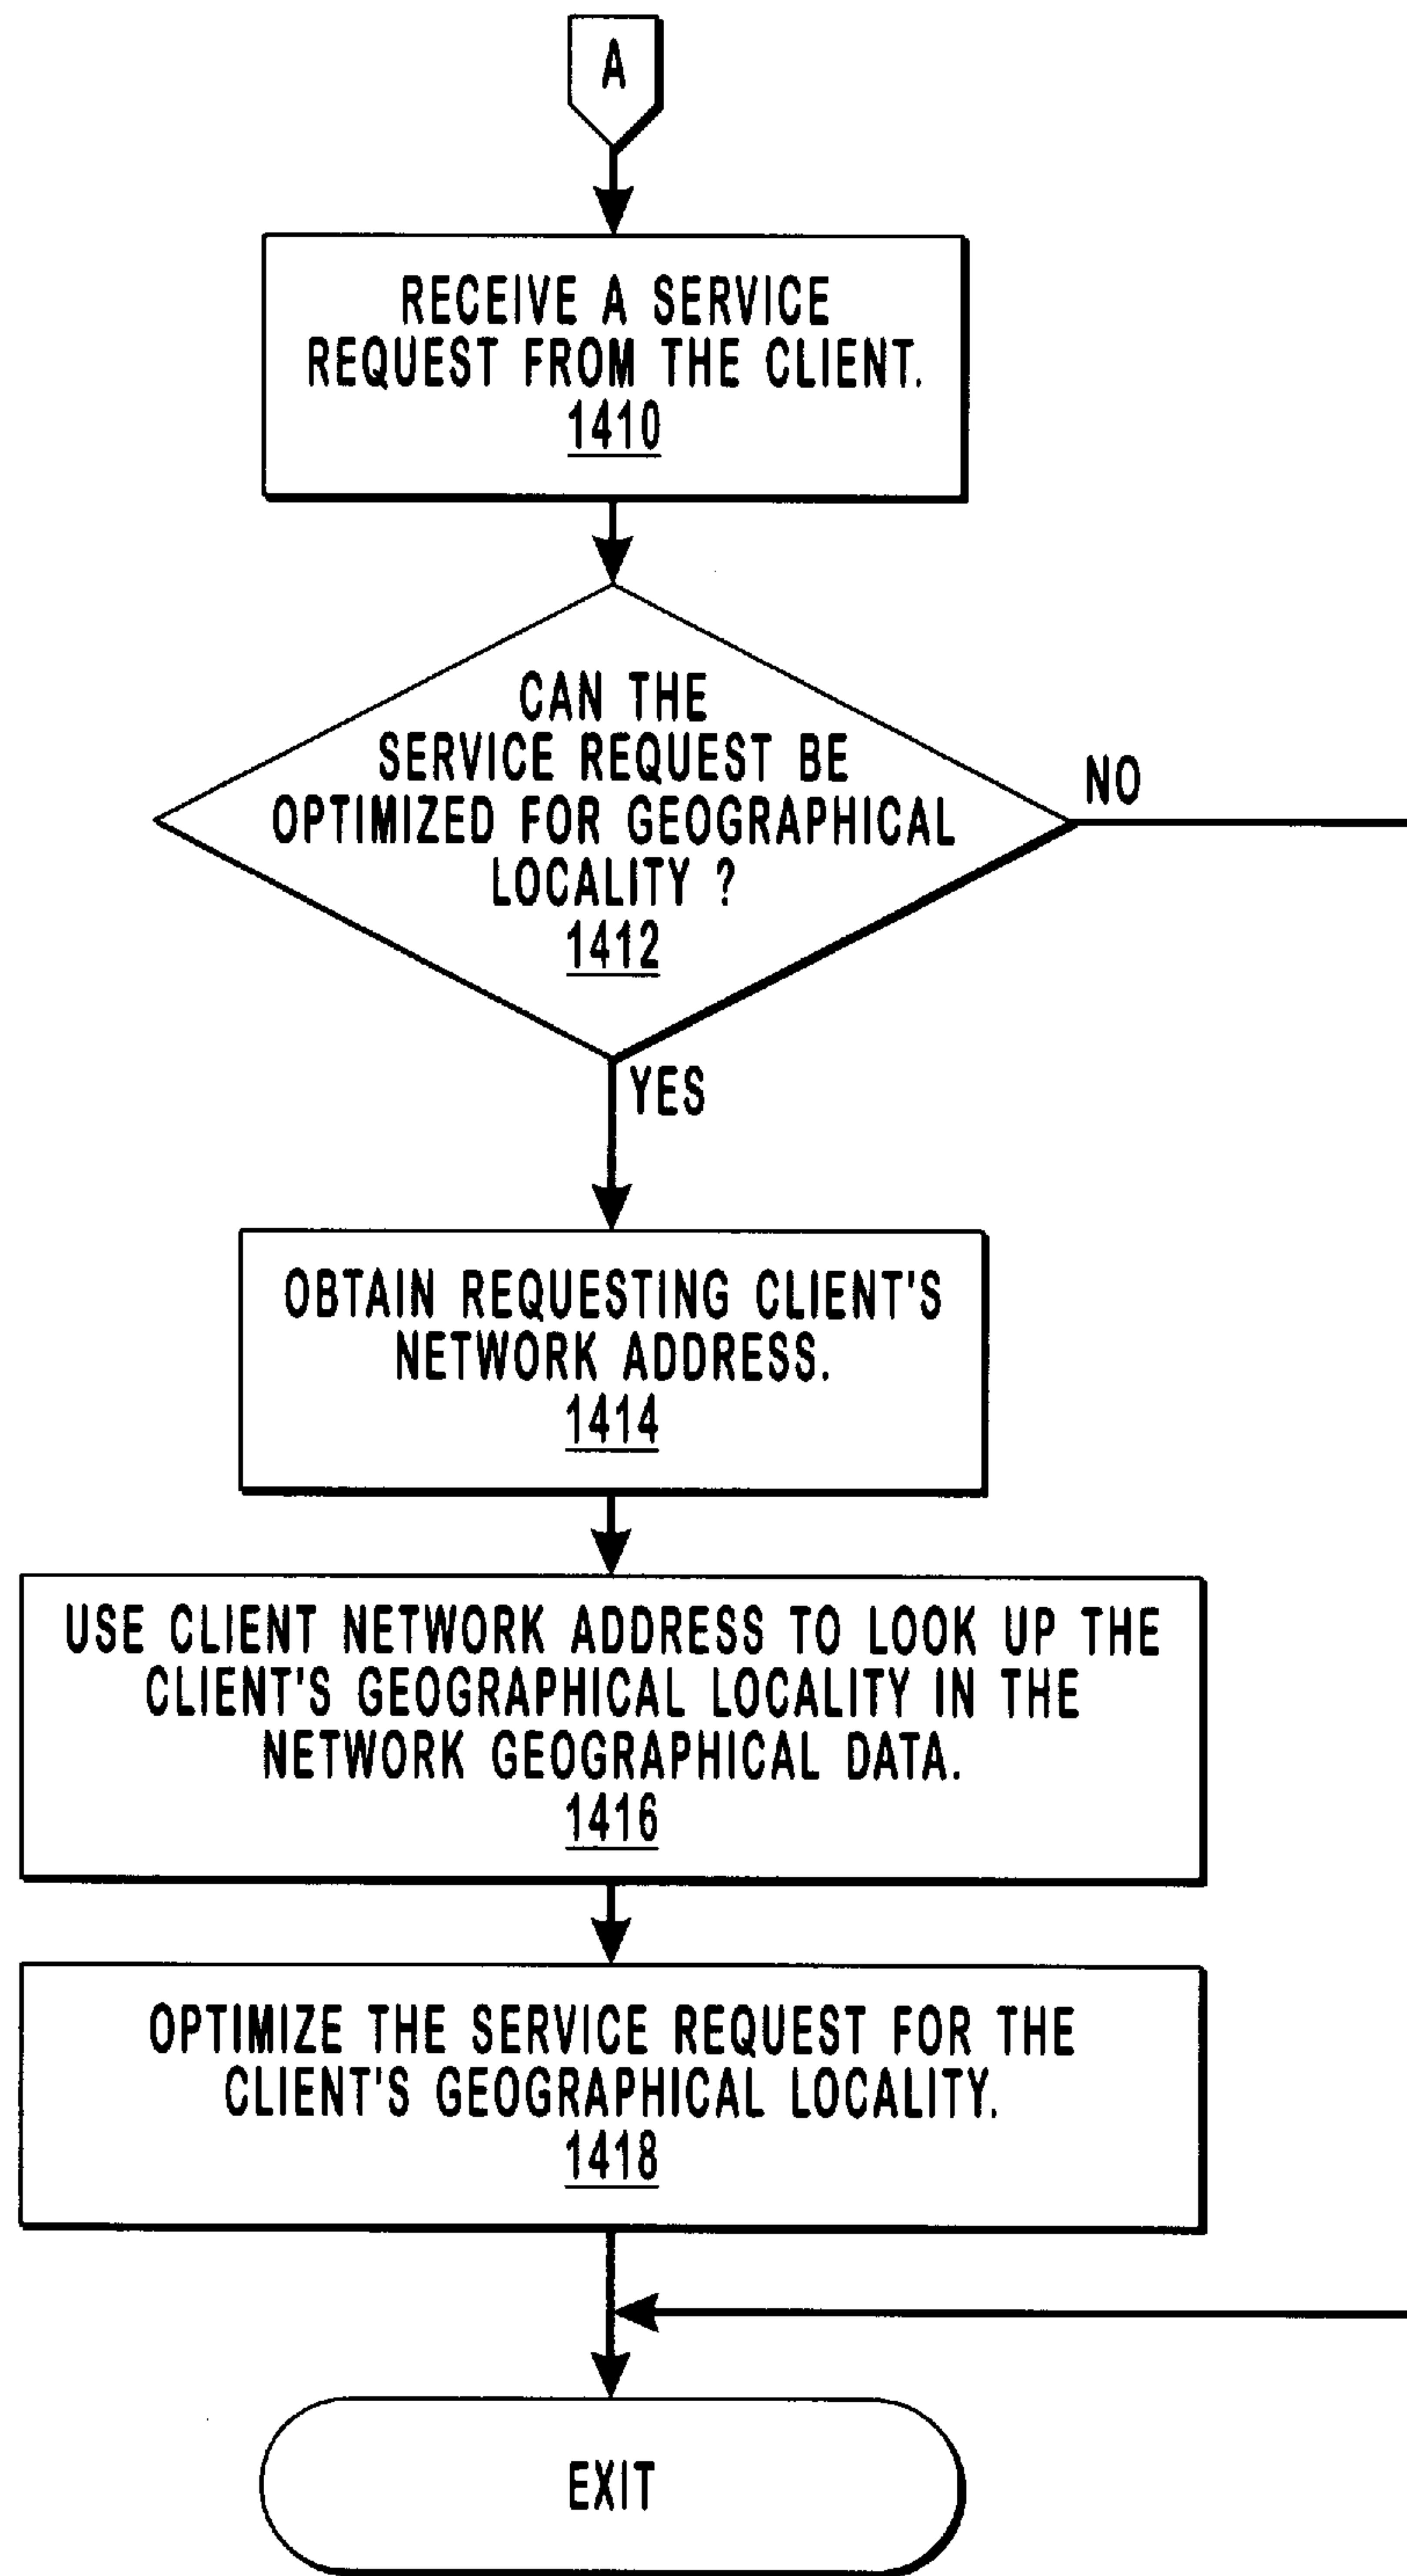 A
RECEIVE A SERVICE
REQUEST FROM THE CLIENT.
1410
CAN THE
SERVICE REQUEST BE
OPTIMIZED FOR GEOGRAPHICAL
LOCALITY ?
1412
NO
YES
OBTAIN REQUESTING CLIENT'S
NETWORK ADDRESS.
1414
USE CLIENT NETWORK ADDRESS TO LOOK UP THE
CLIENT'S GEOGRAPHICAL LOCALITY IN THE
NETWORK GEOGRAPHICAL DATA.
1416
OPTIMIZE THE SERVICE REQUEST FOR THE
CLIENT'S GEOGRAPHICAL LOCALITY.
1418
EXIT